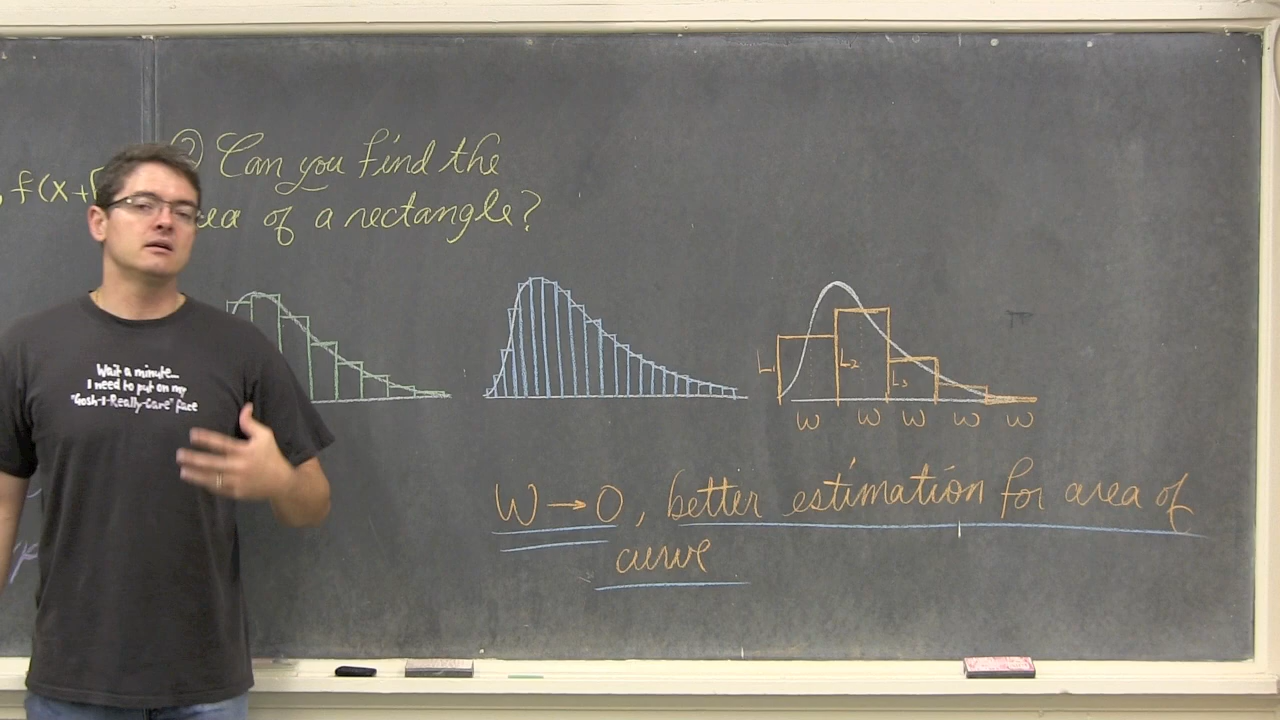 ② Can you find the
ea of a rectangle?
f(x+
Wait a minute...
I need to put on my
"Gosh-I-Really-Care" face
L₁
L₂
L₃
W W W W W
π
W → 0, better estimation for area of
curve